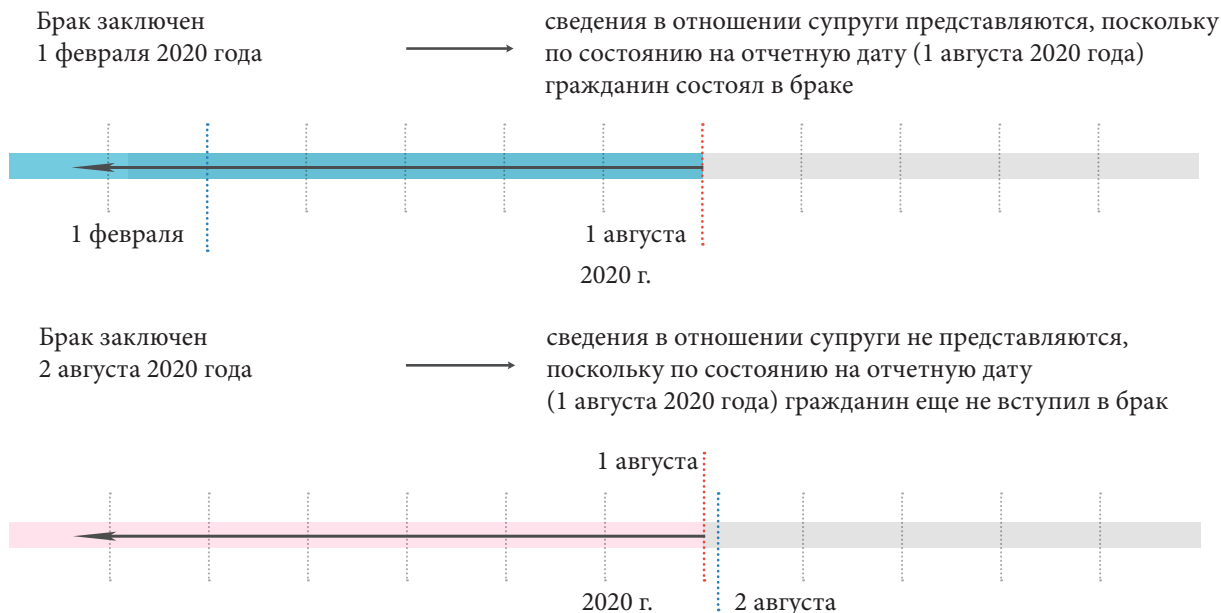 Брак заключен
1 февраля 2020 года
сведения в отношении супруги представляются, поскольку
по состоянию на отчетную дату (1 августа 2020 года)
гражданин состоял в браке
1 февраля
1 августа
2020 г.
Брак заключен
2 августа 2020 года
сведения в отношении супруги не представляются,
поскольку по состоянию на отчетную дату
(1 августа 2020 года) гражданин еще не вступил в брак
1 августа
2020 г.
2 августа